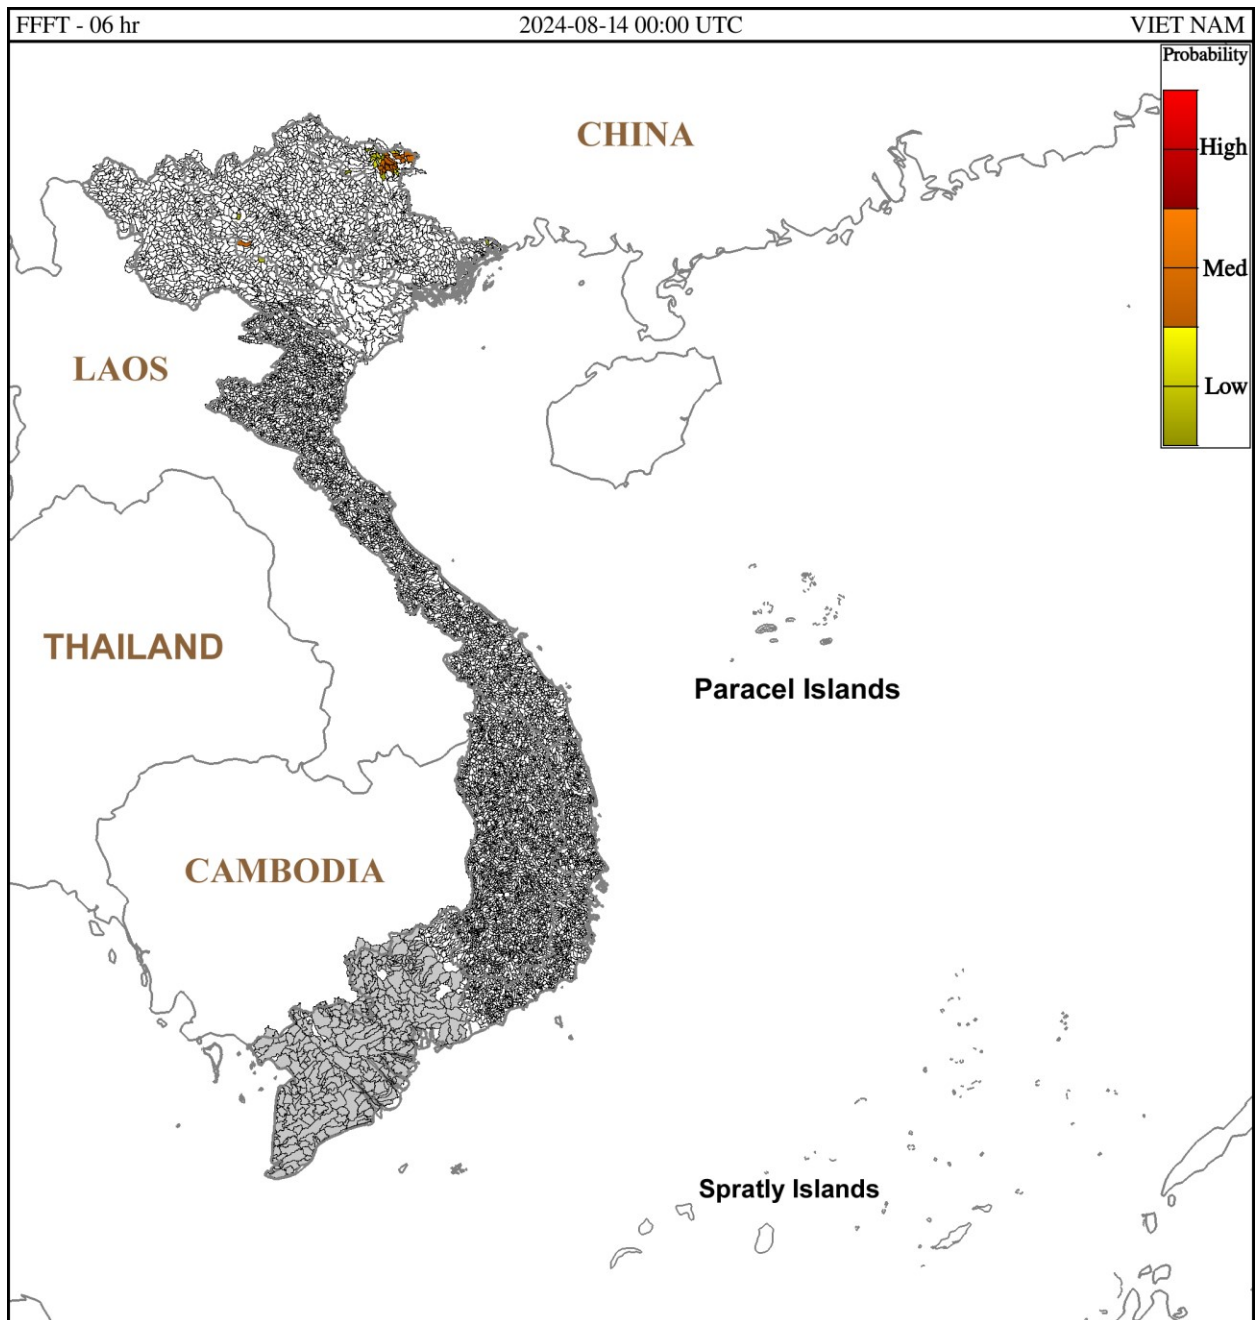 FFFT - 06 hr 2024-08-14 00:00 UTC VIET NAM
Probability
CHINA
High
Med
LAOS
Low
THAILAND
Paracel Islands
CAMBODIA
Spratly Islands